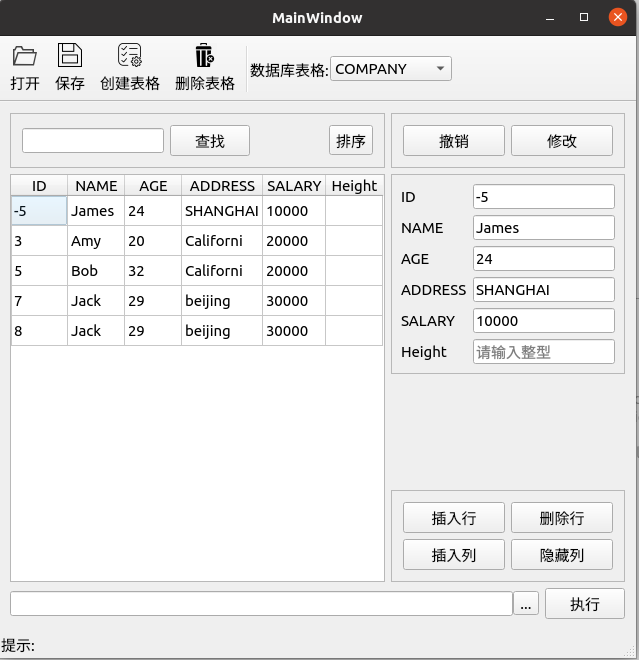 MainWindow
打开 保存 创建表格 删除表格 数据库表格: COMPANY
查找 排序 撤销 修改
ID NAME AGE ADDRESS SALARY Height
-5 James 24 SHANGHAI 10000
3 Amy 20 Californi 20000
5 Bob 32 Californi 20000
7 Jack 29 beijing 30000
8 Jack 29 beijing 30000
ID -5
NAME James
AGE 24
ADDRESS SHANGHAI
SALARY 10000
Height 请输入整型
插入行 删除行
插入列 隐藏列
... 执行
提示: